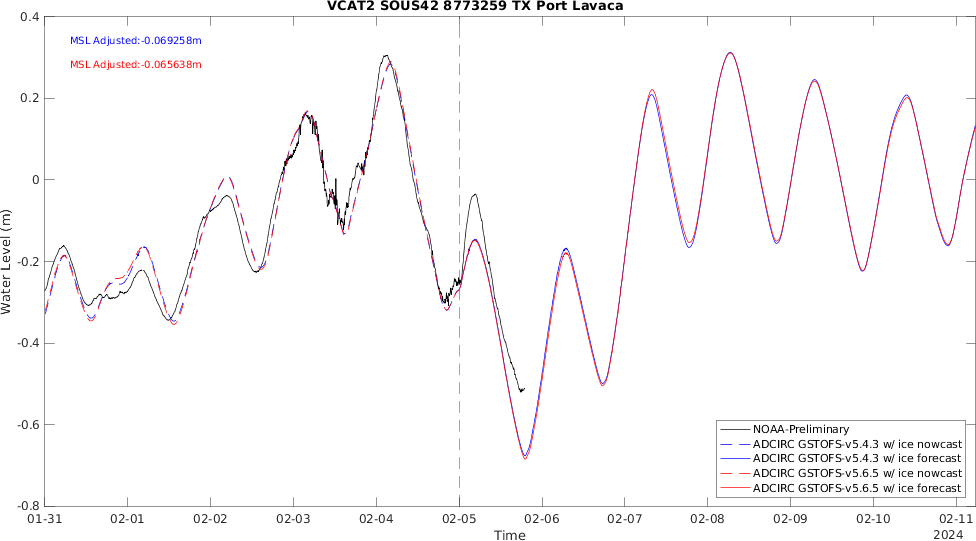 VCAT2 SOUS42 8773259 TX Port Lavaca
MSL Adjusted:-0.069258m
MSL Adjusted:-0.065638m
Water Level (m)
0.4
0.2
0
-0.2
-0.4
-0.6
-0.8
NOAA-Preliminary
ADCIRC GSTOFS-v5.4.3 w/ ice nowcast
ADCIRC GSTOFS-v5.4.3 w/ ice forecast
ADCIRC GSTOFS-v5.6.5 w/ ice nowcast
ADCIRC GSTOFS-v5.6.5 w/ ice forecast
01-31 02-01 02-02 02-03 02-04 02-05 02-06 02-07 02-08 02-09 02-10 02-11
Time
2024